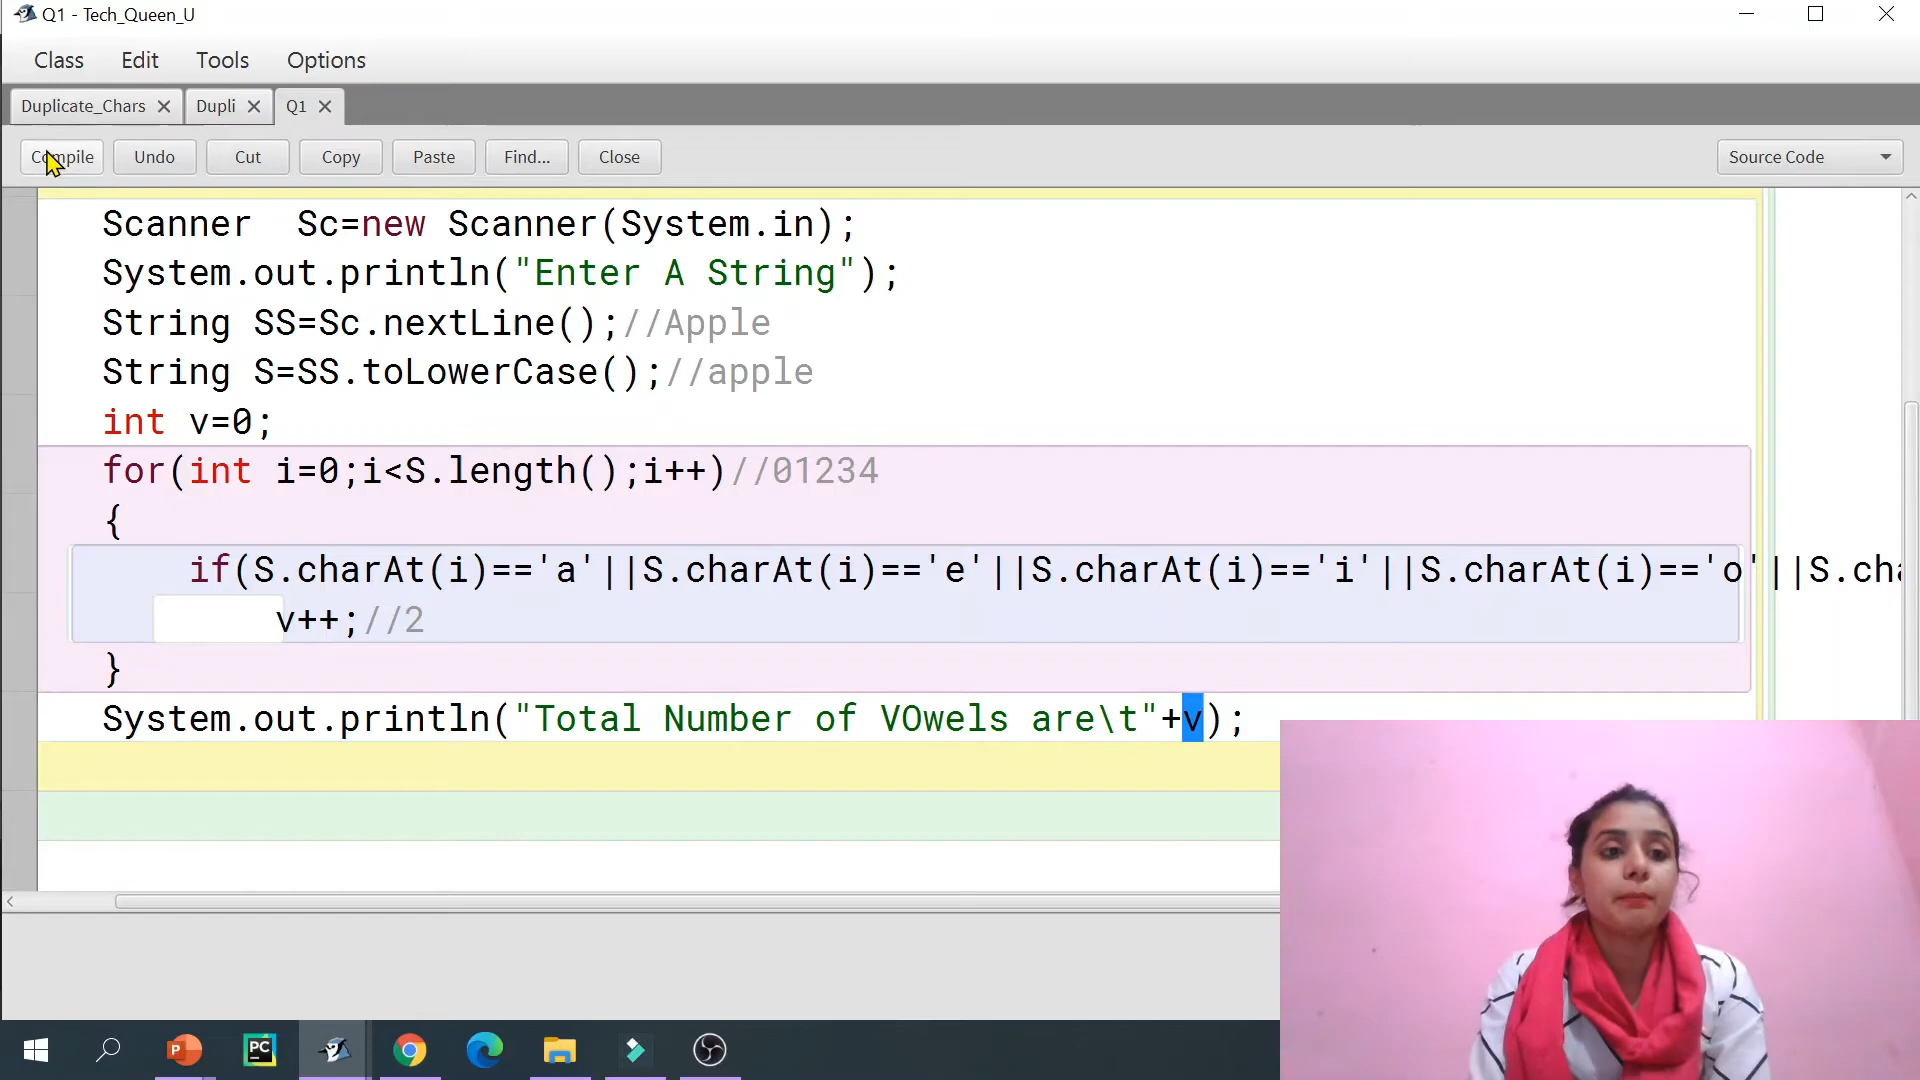 Q1 - Tech_Queen_U
Class Edit Tools Options
Duplicate_Chars Dupli Q1
Compile Undo Cut Copy Paste Find... Close Source Code
Scanner  Sc=new Scanner(System.in);
System.out.println("Enter A String");
String SS=Sc.nextLine();//Apple
String S=SS.toLowerCase();//apple
int v=0;
for(int i=0;i<S.length();i++)//01234
{
if(S.charAt(i)=='a'||S.charAt(i)=='e'||S.charAt(i)=='i'||S.charAt(i)=='o'||S.cha
v++;//2
}
System.out.println("Total Number of VOwels are\t"+v);
P PC